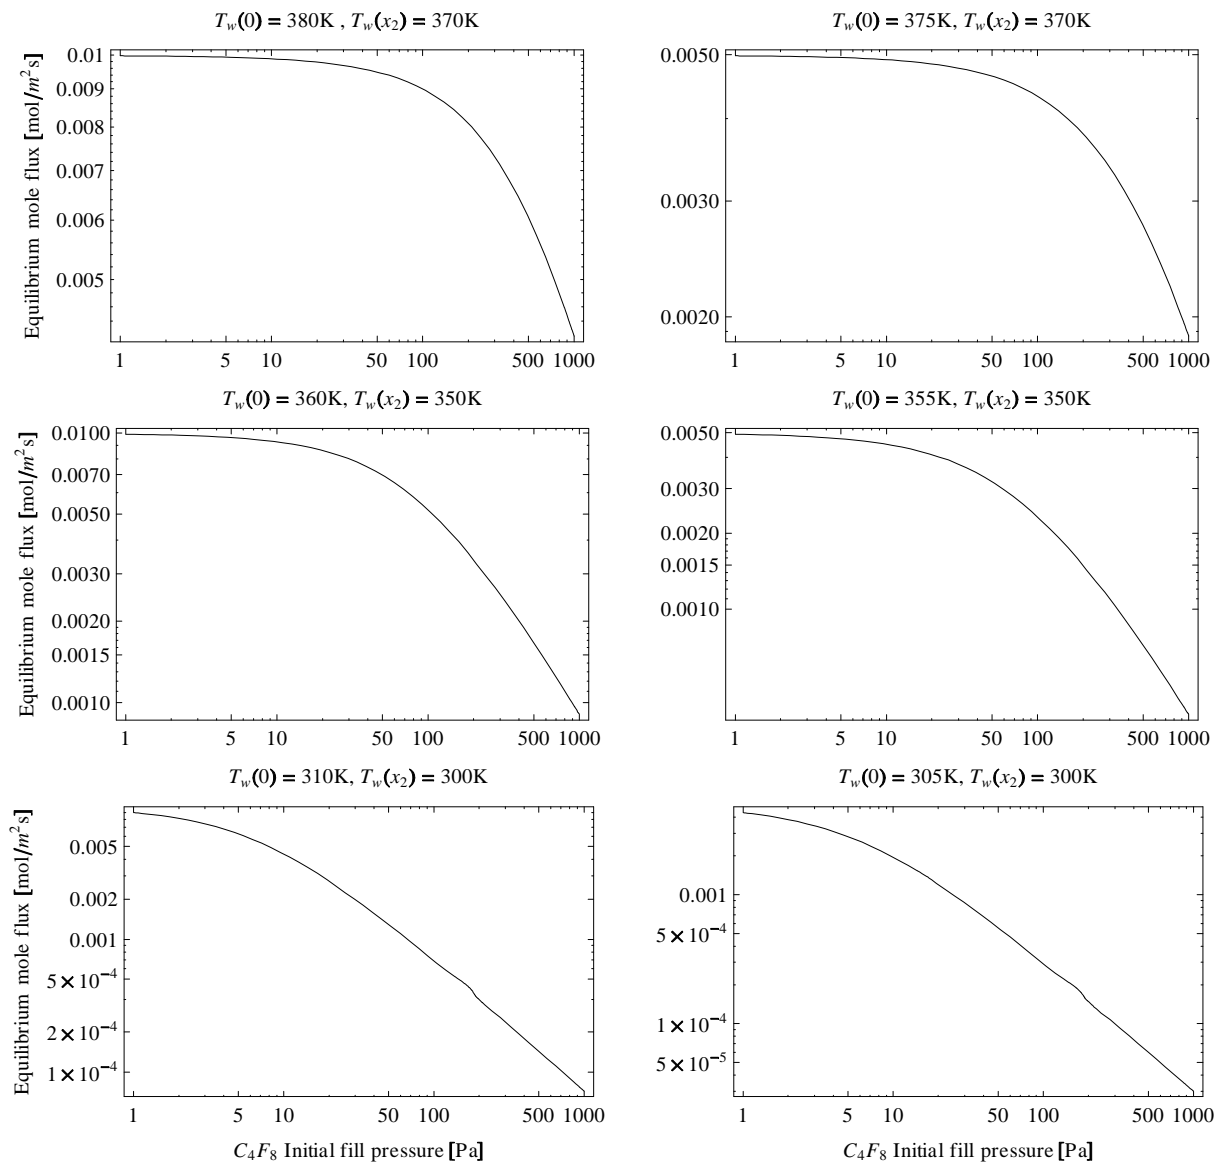 T_w(0) = 380K , T_w(x_2) = 370K
Equilibrium mole flux [mol/m^2 s]
0.01
0.009
0.008
0.007
0.006
0.005
1 5 10 50 100 500 1000
T_w(0) = 375K, T_w(x_2) = 370K
0.0050
0.0030
0.0020
1 5 10 50 100 500 1000
T_w(0) = 360K, T_w(x_2) = 350K
Equilibrium mole flux [mol/m^2 s]
0.0100
0.0070
0.0050
0.0030
0.0020
0.0015
0.0010
1 5 10 50 100 500 1000
T_w(0) = 355K, T_w(x_2) = 350K
0.0050
0.0030
0.0020
0.0015
0.0010
1 5 10 50 100 500 1000
T_w(0) = 310K, T_w(x_2) = 300K
Equilibrium mole flux [mol/m^2 s]
0.005
0.002
0.001
5 × 10^-4
2 × 10^-4
1 × 10^-4
1 5 10 50 100 500 1000
C_4F_8 Initial fill pressure [Pa]
T_w(0) = 305K, T_w(x_2) = 300K
0.001
5 × 10^-4
1 × 10^-4
5 × 10^-5
1 5 10 50 100 500 1000
C_4F_8 Initial fill pressure [Pa]